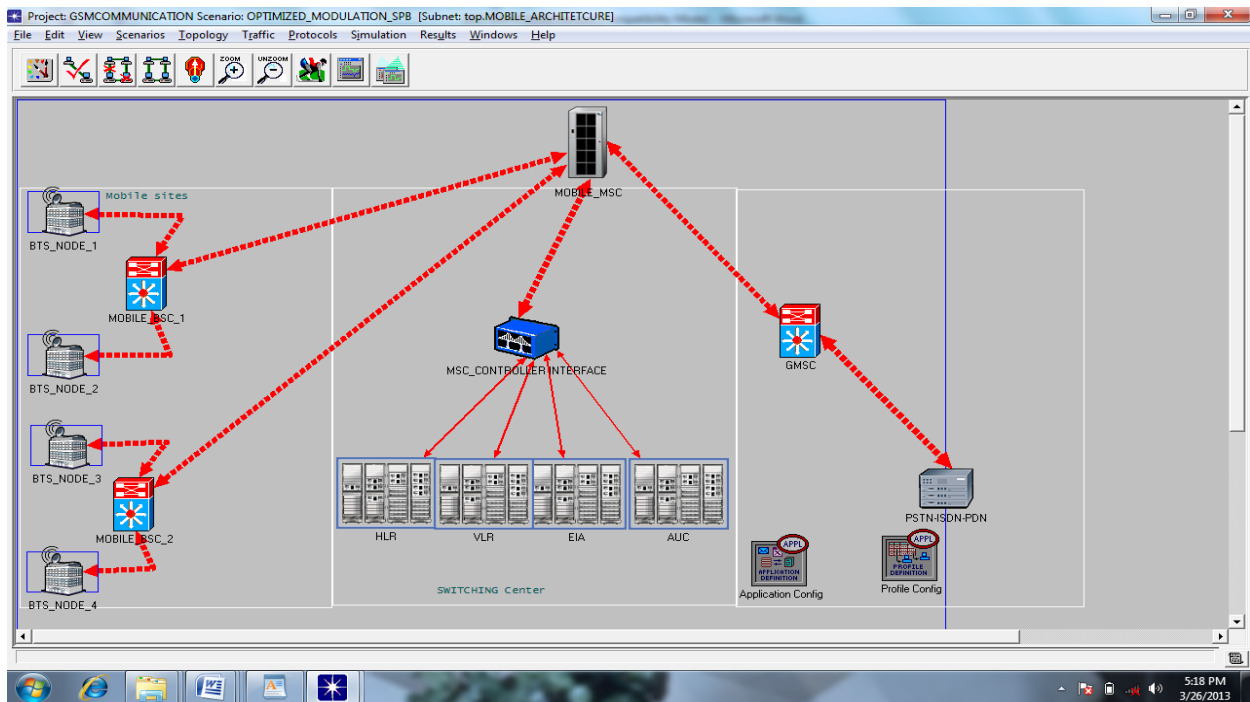 Project: GSMCOMMUNICATION Scenario: OPTIMIZED_MODULATION_SPB [Subnet: top.MOBILE_ARCHITETCURE]
File Edit View Scenarios Topology Traffic Protocols Simulation Results Windows Help
ZOOM
UNZOOM
MOBILE_MSC
Mobile sites
BTS_NODE_1
MOBILE_BSC_1
BTS_NODE_2
MSC_CONTROLLER INTERFACE
GMSC
BTS_NODE_3
MOBILE_BSC_2
BTS_NODE_4
HLR VLR EIA AUC
SWITCHING Center
PSTN-ISDN-PDN
APPL
APPLICATION
DEFINITION
Application Config
APPL
PROFILE
DEFINITION
Profile Config
5:18 PM
3/26/2013